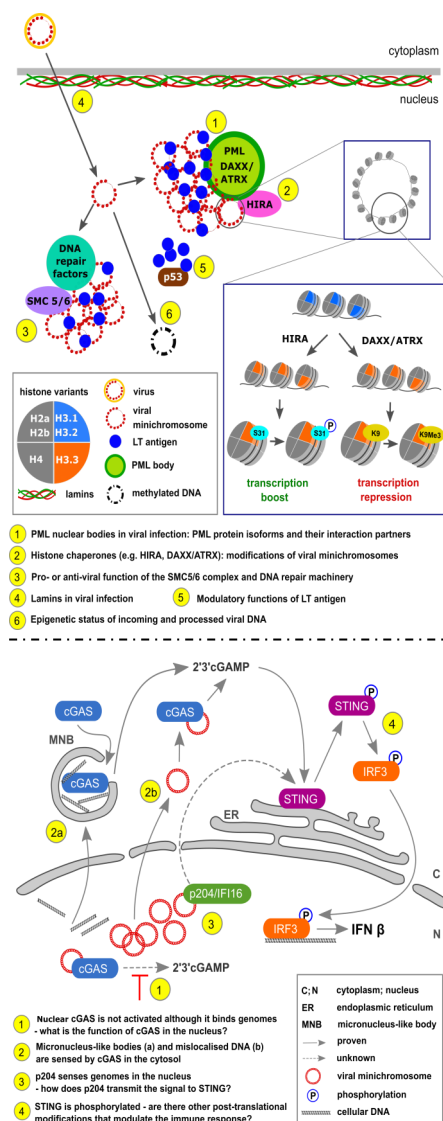 cytoplasm
nucleus
4
1
PML
DAXX/
ATRX
2
HIRA
DNA
repair
factors
SMC 5/6
3
p53
5
6
HIRA
DAXX/ATRX
S31
S31
P
K9
K9Me3
transcription
boost
transcription
repression
histone variants
H2a
H2b
H3.1
H3.2
H4
H3.3
lamins
virus
viral
minichromosome
LT antigen
PML body
methylated DNA
1 PML nuclear bodies in viral infection: PML protein isoforms and their interaction partners
2 Histone chaperones (e.g. HIRA, DAXX/ATRX): modifications of viral minichromosomes
3 Pro- or anti-viral function of the SMC5/6 complex and DNA repair machinery
4 Lamins in viral infection
5 Modulatory functions of LT antigen
6 Epigenetic status of incoming and processed viral DNA
2'3'cGAMP
cGAS
cGAS
MNB
cGAS
2a
2b
P
STING
4
P
IRF3
STING
ER
p204/IFI16
3
P
IRF3
IFN β
C
N
cGAS
2'3'cGAMP
1
1 Nuclear cGAS is not activated although it binds genomes
- what is the function of cGAS in the nucleus?
2 Micronucleus-like bodies (a) and mislocalised DNA (b)
are sensed by cGAS in the cytosol
3 p204 senses genomes in the nucleus
- how does p204 transmit the signal to STING?
4 STING is phosphorylated - are there other post-translational
modifications that modulate the immune response?
C; N cytoplasm; nucleus
ER endoplasmic reticulum
MNB micronucleus-like body
proven
unknown
viral minichromosome
P phosphorylation
cellular DNA